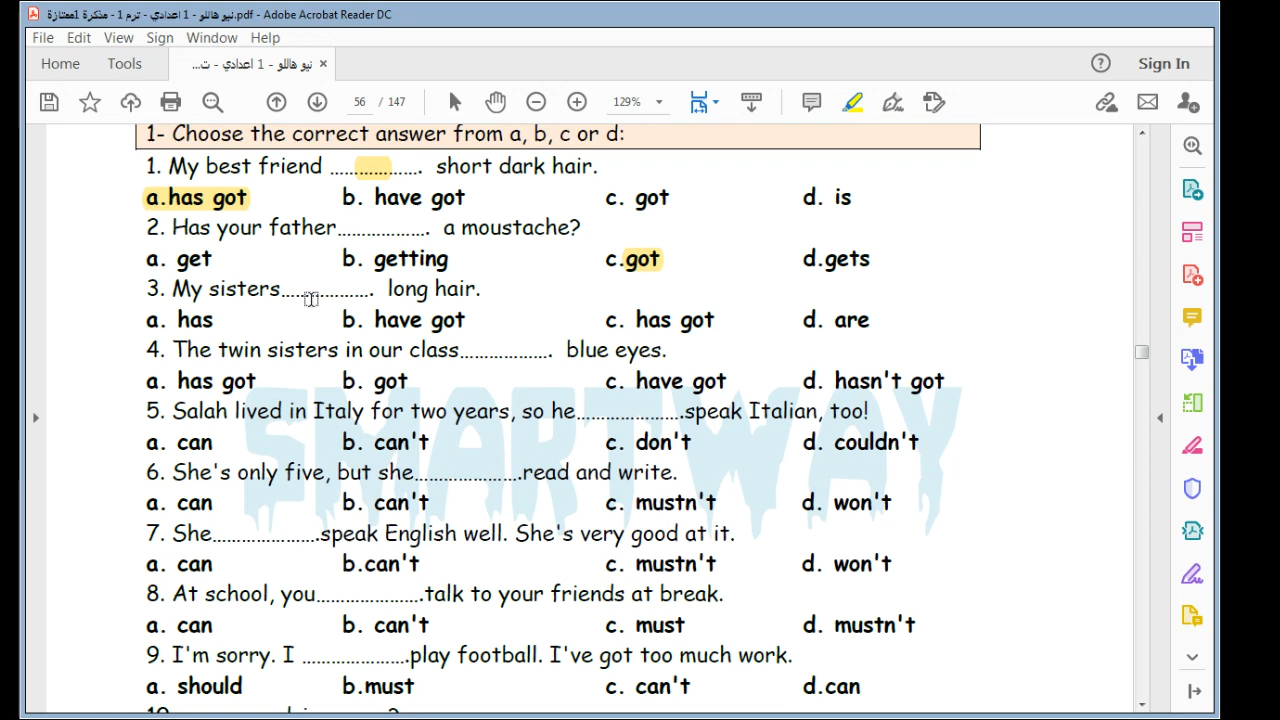 نيو هاللو - 1 اعدادي - ترم 1 - مذكرة 1ممتازة.pdf - Adobe Acrobat Reader DC
File Edit View Sign Window Help
Home Tools نيو هاللو - 1 اعدادي - ت... × Sign In
56 / 147 129%
1- Choose the correct answer from a, b, c or d:
1. My best friend ………………. short dark hair.
a.has got b. have got c. got d. is
2. Has your father………………. a moustache?
a. get b. getting c.got d.gets
3. My sisters………………. long hair.
a. has b. have got c. has got d. are
4. The twin sisters in our class………………. blue eyes.
a. has got b. got c. have got d. hasn't got
5. Salah lived in Italy for two years, so he………………….speak Italian, too!
a. can b. can't c. don't d. couldn't
6. She's only five, but she………………….read and write.
a. can b. can't c. mustn't d. won't
7. She………………….speak English well. She's very good at it.
a. can b.can't c. mustn't d. won't
8. At school, you………………….talk to your friends at break.
a. can b. can't c. must d. mustn't
9. I'm sorry. I ………………….play football. I've got too much work.
a. should b.must c. can't d.can
SMARTWAY